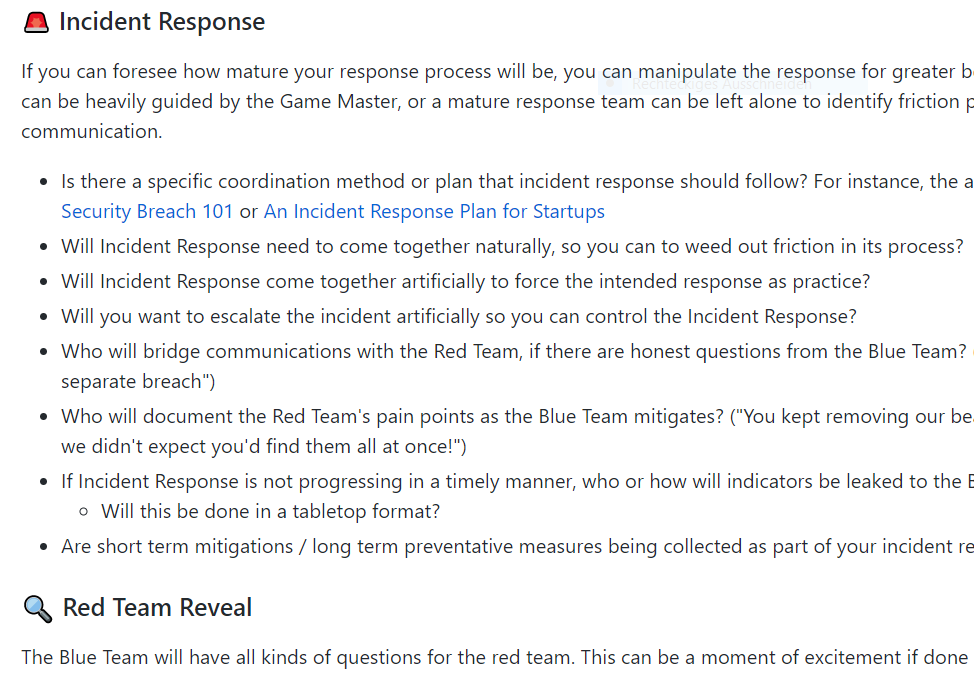 Incident Response
If you can foresee how mature your response process will be, you can manipulate the response for greater
can be heavily guided by the Game Master, or a mature response team can be left alone to identify friction
communication.
Is there a specific coordination method or plan that incident response should follow? For instance, the
Security Breach 101 or An Incident Response Plan for Startups
Will Incident Response need to come together naturally, so you can to weed out friction in its process?
Will Incident Response come together artificially to force the intended response as practice?
Will you want to escalate the incident artificially so you can control the Incident Response?
Who will bridge communications with the Red Team, if there are honest questions from the Blue Team?
separate breach")
Who will document the Red Team's pain points as the Blue Team mitigates? ("You kept removing our
we didn't expect you'd find them all at once!")
If Incident Response is not progressing in a timely manner, who or how will indicators be leaked to the
Will this be done in a tabletop format?
Are short term mitigations / long term preventative measures being collected as part of your incident
Red Team Reveal
The Blue Team will have all kinds of questions for the red team. This can be a moment of excitement if done